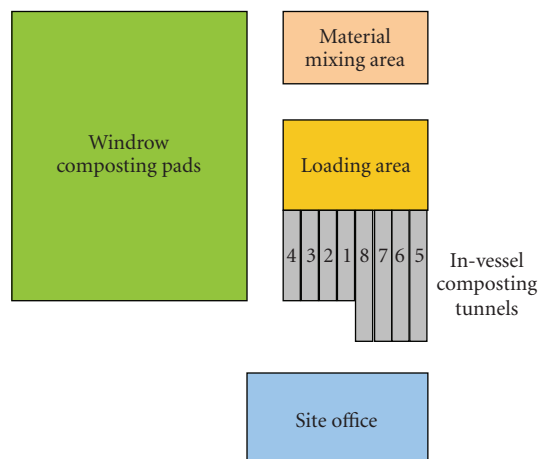 Material
mixing area
Windrow
composting pads
Loading area
4 3 2 1 8 7 6 5
In-vessel
composting
tunnels
Site office